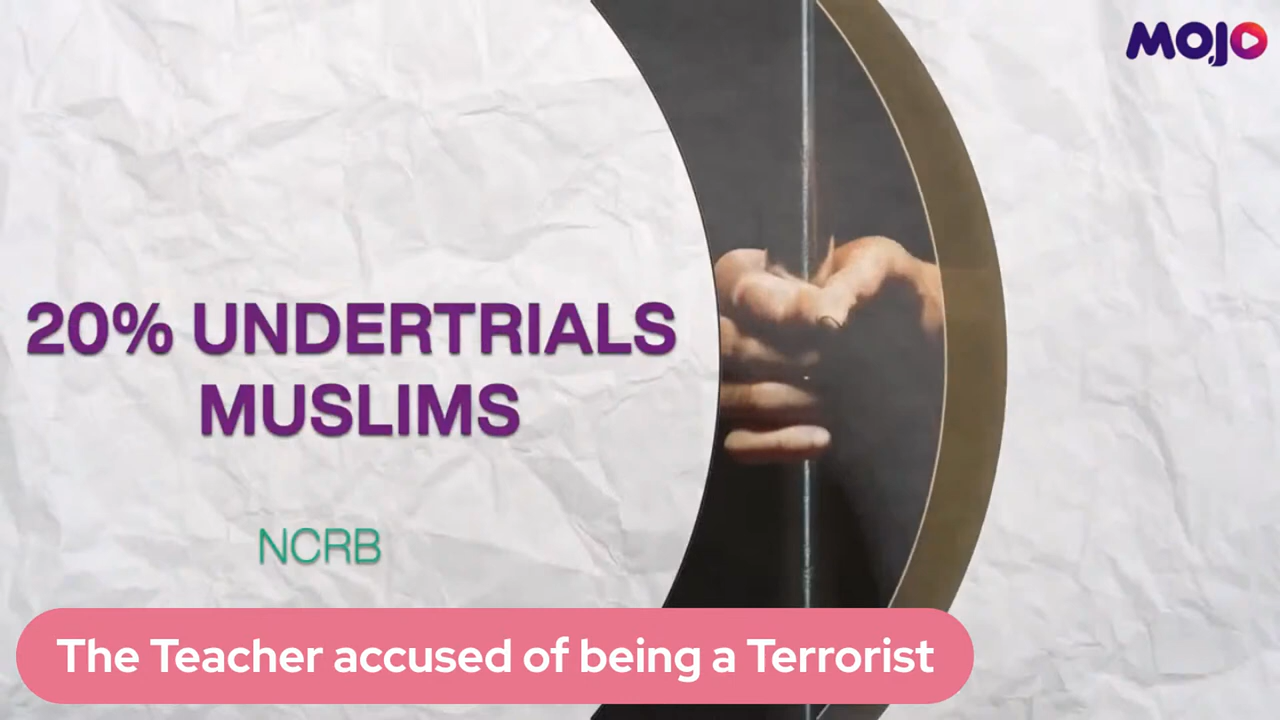 MOJO
20% UNDERTRIALS
MUSLIMS
NCRB
The Teacher accused of being a Terrorist